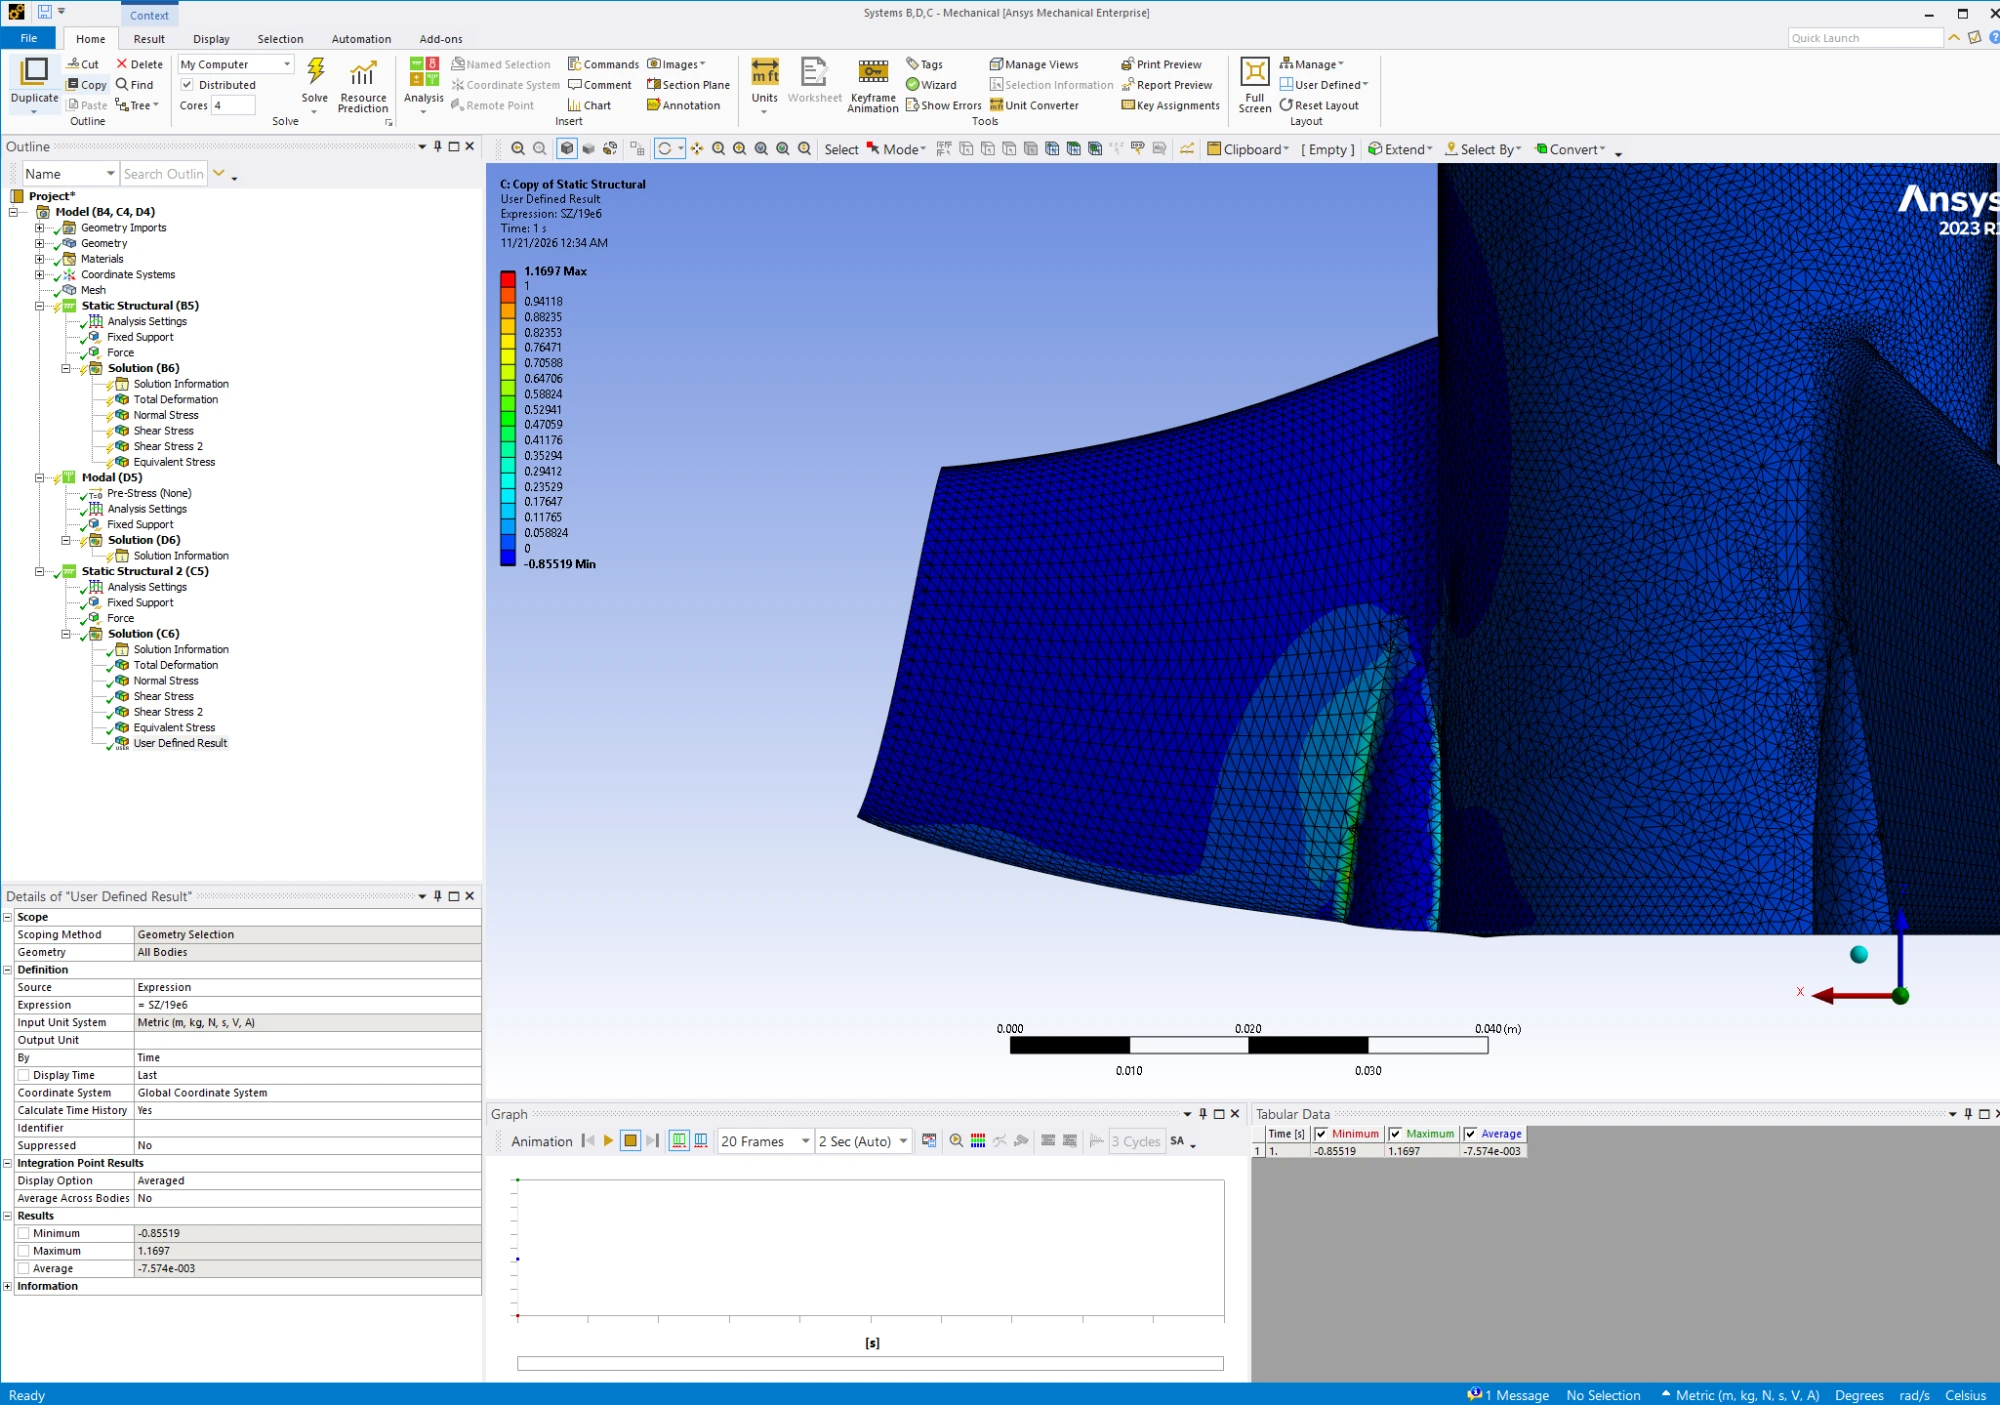 Context
Systems B,D,C - Mechanical [Ansys Mechanical Enterprise]
File Home Result Display Selection Automation Add-ons
Quick Launch
Duplicate
Cut
Copy
Paste
Delete
Find
Tree
Outline
My Computer
Distributed
Cores 4
Solve
Resource Prediction
Solve
Analysis
Named Selection
Coordinate System
Remote Point
Commands
Comment
Chart
Images
Section Plane
Annotation
Insert
Units
Worksheet
Keyframe Animation
Tags
Wizard
Show Errors
Manage Views
Selection Information
Unit Converter
Print Preview
Report Preview
Key Assignments
Tools
Full Screen
Manage
User Defined
Reset Layout
Layout
Outline
Name
Search Outlin
Select Mode Clipboard [ Empty ] Extend Select By Convert
Project*
Model (B4, C4, D4)
Geometry Imports
Geometry
Materials
Coordinate Systems
Mesh
Static Structural (B5)
Analysis Settings
Fixed Support
Force
Solution (B6)
Solution Information
Total Deformation
Normal Stress
Shear Stress
Shear Stress 2
Equivalent Stress
Modal (D5)
Pre-Stress (None)
Analysis Settings
Fixed Support
Solution (D6)
Solution Information
Static Structural 2 (C5)
Analysis Settings
Fixed Support
Force
Solution (C6)
Solution Information
Total Deformation
Normal Stress
Shear Stress
Shear Stress 2
Equivalent Stress
User Defined Result
C: Copy of Static Structural
User Defined Result
Expression: SZ/19e6
Time: 1 s
11/21/2026 12:34 AM
1.1697 Max
1
0.94118
0.88235
0.82353
0.76471
0.70588
0.64706
0.58824
0.52941
0.47059
0.41176
0.35294
0.29412
0.23529
0.17647
0.11765
0.058824
0
-0.85519 Min
Ansys
2023 R
X
0.000 0.020 0.040 (m)
0.010 0.030
Details of "User Defined Result"
Scope
Scoping Method Geometry Selection
Geometry All Bodies
Definition
Source Expression
Expression = SZ/19e6
Input Unit System Metric (m, kg, N, s, V, A)
Output Unit
By Time
Display Time Last
Coordinate System Global Coordinate System
Calculate Time History Yes
Identifier
Suppressed No
Integration Point Results
Display Option Averaged
Average Across Bodies No
Results
Minimum -0.85519
Maximum 1.1697
Average -7.574e-003
Information
Graph
Animation 20 Frames 2 Sec (Auto) 3 Cycles SA
[s]
Tabular Data
Time [s] Minimum Maximum Average
1 1. -0.85519 1.1697 -7.574e-003
Ready
1 Message No Selection Metric (m, kg, N, s, V, A) Degrees rad/s Celsius